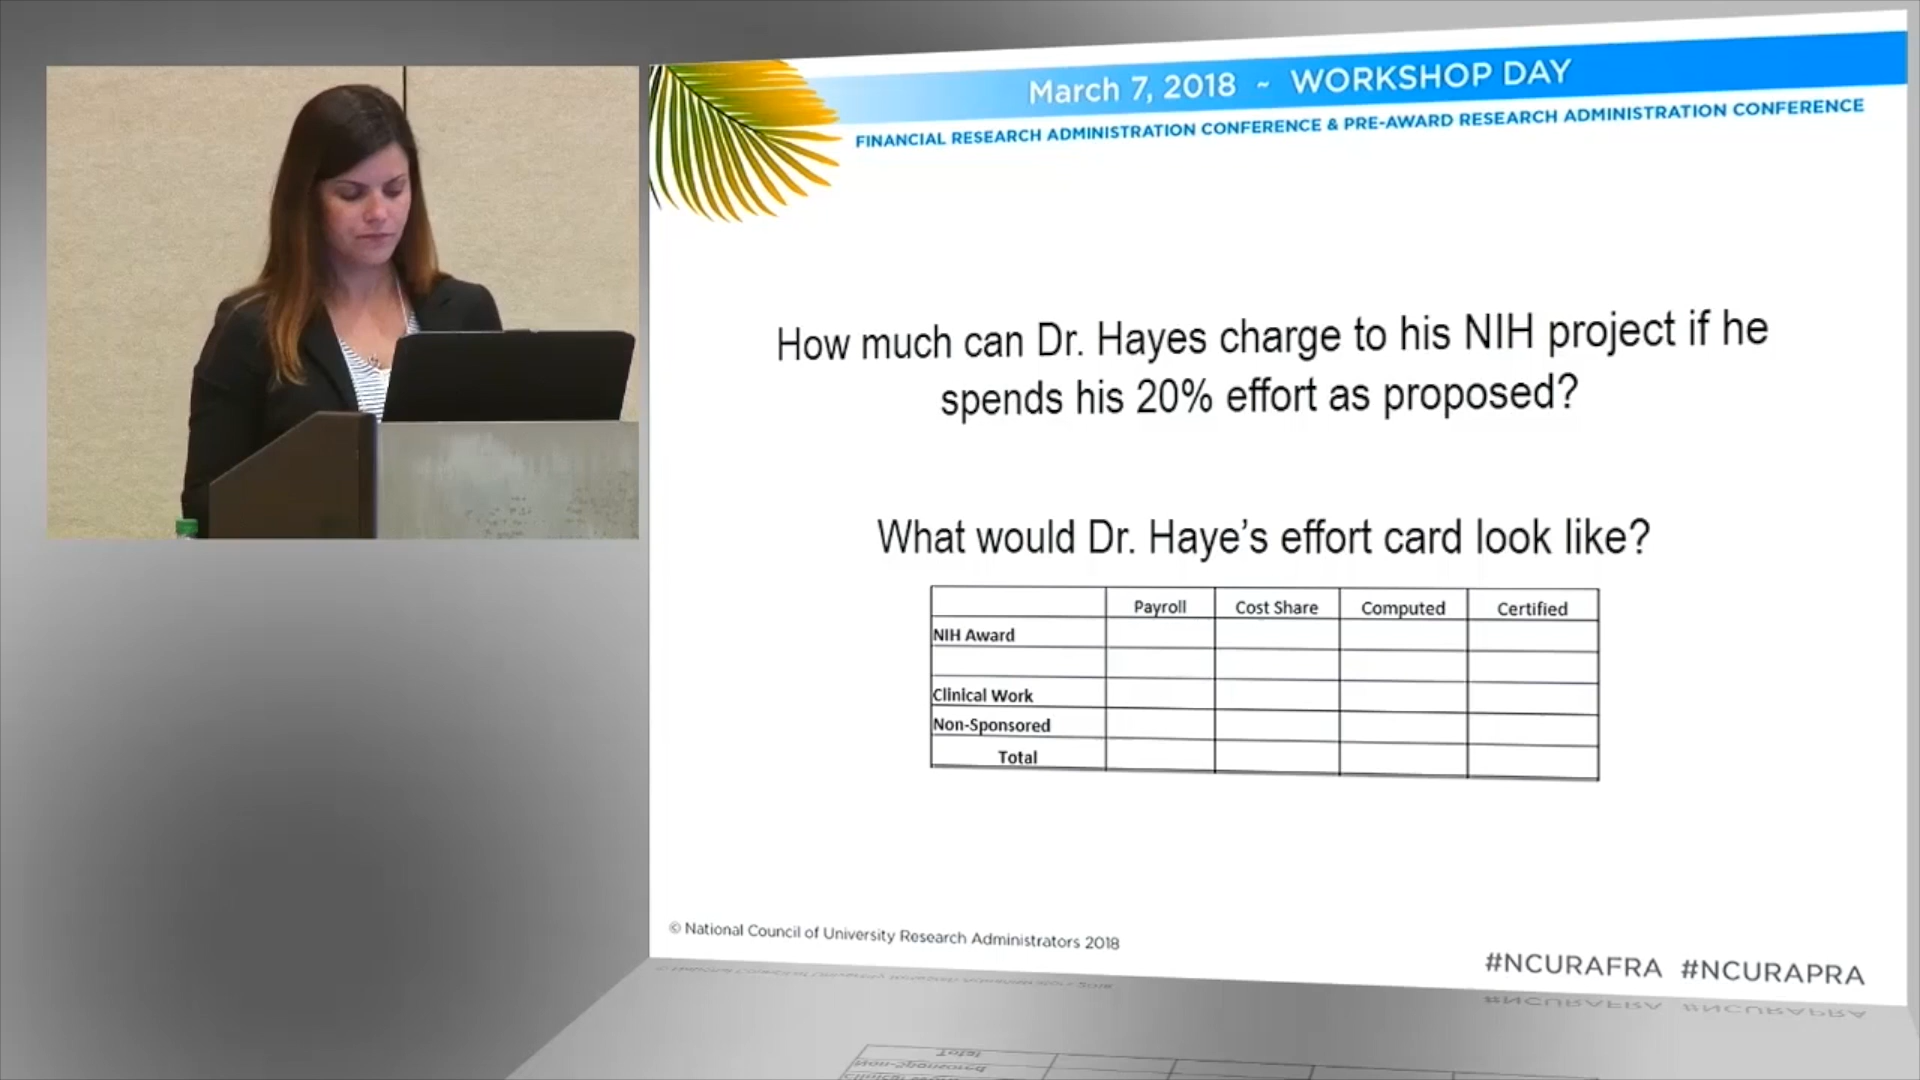 March 7, 2018 ~ WORKSHOP DAY
FINANCIAL RESEARCH ADMINISTRATION CONFERENCE & PRE-AWARD RESEARCH ADMINISTRATION CONFERENCE
How much can Dr. Hayes charge to his NIH project if he
spends his 20% effort as proposed?
What would Dr. Haye’s effort card look like?
Payroll Cost Share Computed Certified
NIH Award
Clinical Work
Non-Sponsored
Total
© National Council of University Research Administrators 2018
#NCURAFRA #NCURAPRA